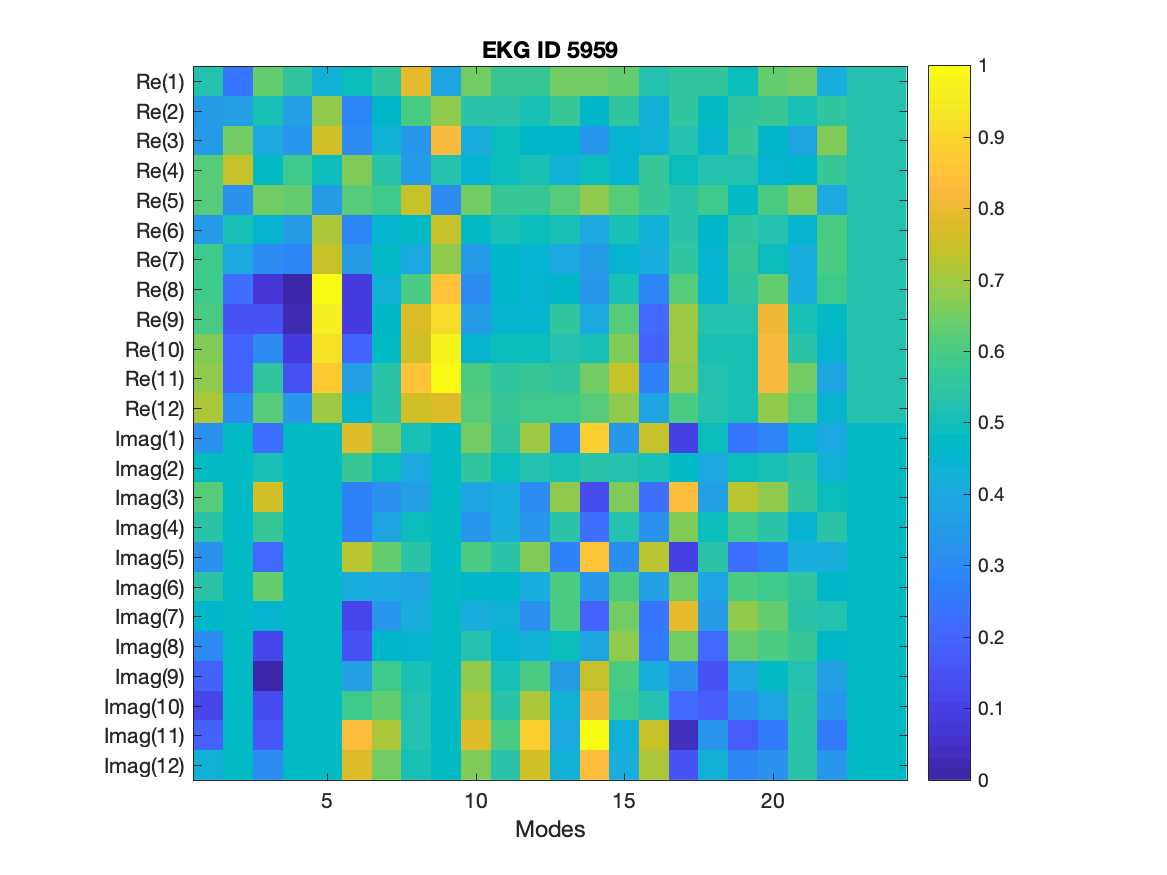 EKG ID 5959
Re(1)
Re(2)
Re(3)
Re(4)
Re(5)
Re(6)
Re(7)
Re(8)
Re(9)
Re(10)
Re(11)
Re(12)
Imag(1)
Imag(2)
Imag(3)
Imag(4)
Imag(5)
Imag(6)
Imag(7)
Imag(8)
Imag(9)
Imag(10)
Imag(11)
Imag(12)
5 10 15 20
Modes
1
0.9
0.8
0.7
0.6
0.5
0.4
0.3
0.2
0.1
0